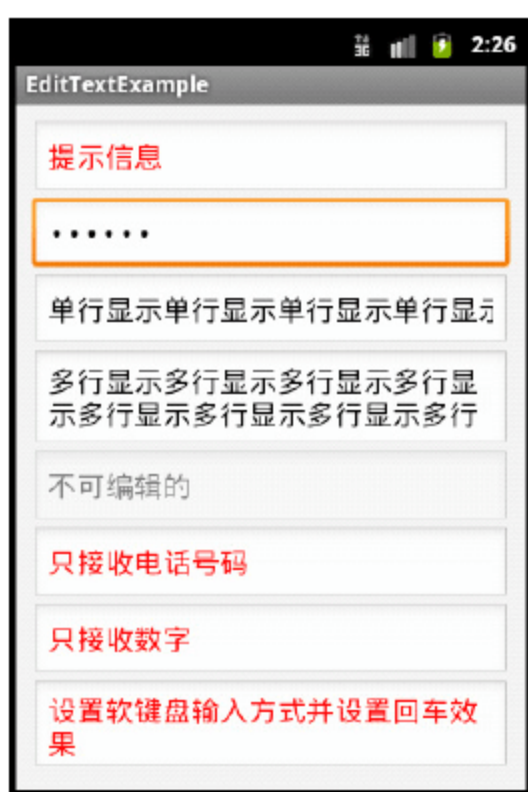 3G 2:26
EditTextExample
提示信息
••••••
单行显示单行显示单行显示单行显示
多行显示多行显示多行显示多行显
示多行显示多行显示多行显示多行
不可编辑的
只接收电话号码
只接收数字
设置软键盘输入方式并设置回车效
果